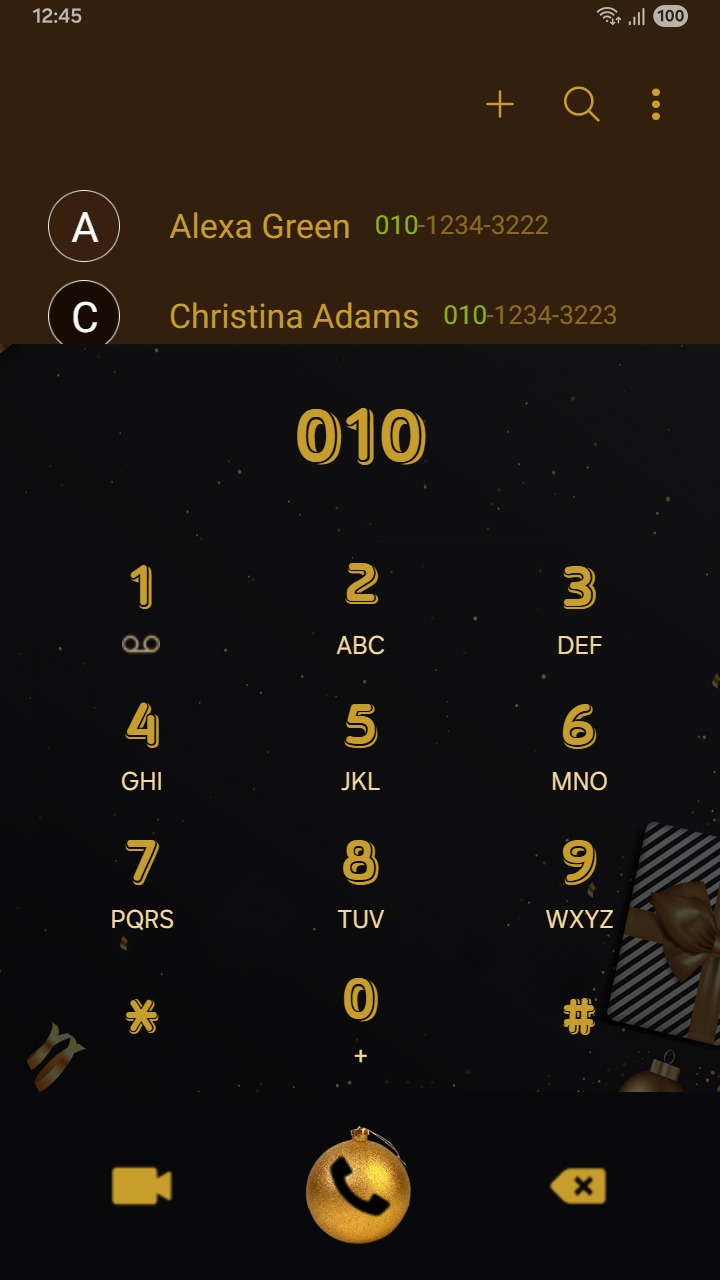 12:45 100
A Alexa Green 010-1234-3222
C Christina Adams 010-1234-3223
010
1 2 3
ABC DEF
4 5 6
GHI JKL MNO
7 8 9
PQRS TUV WXYZ
* 0 #
+